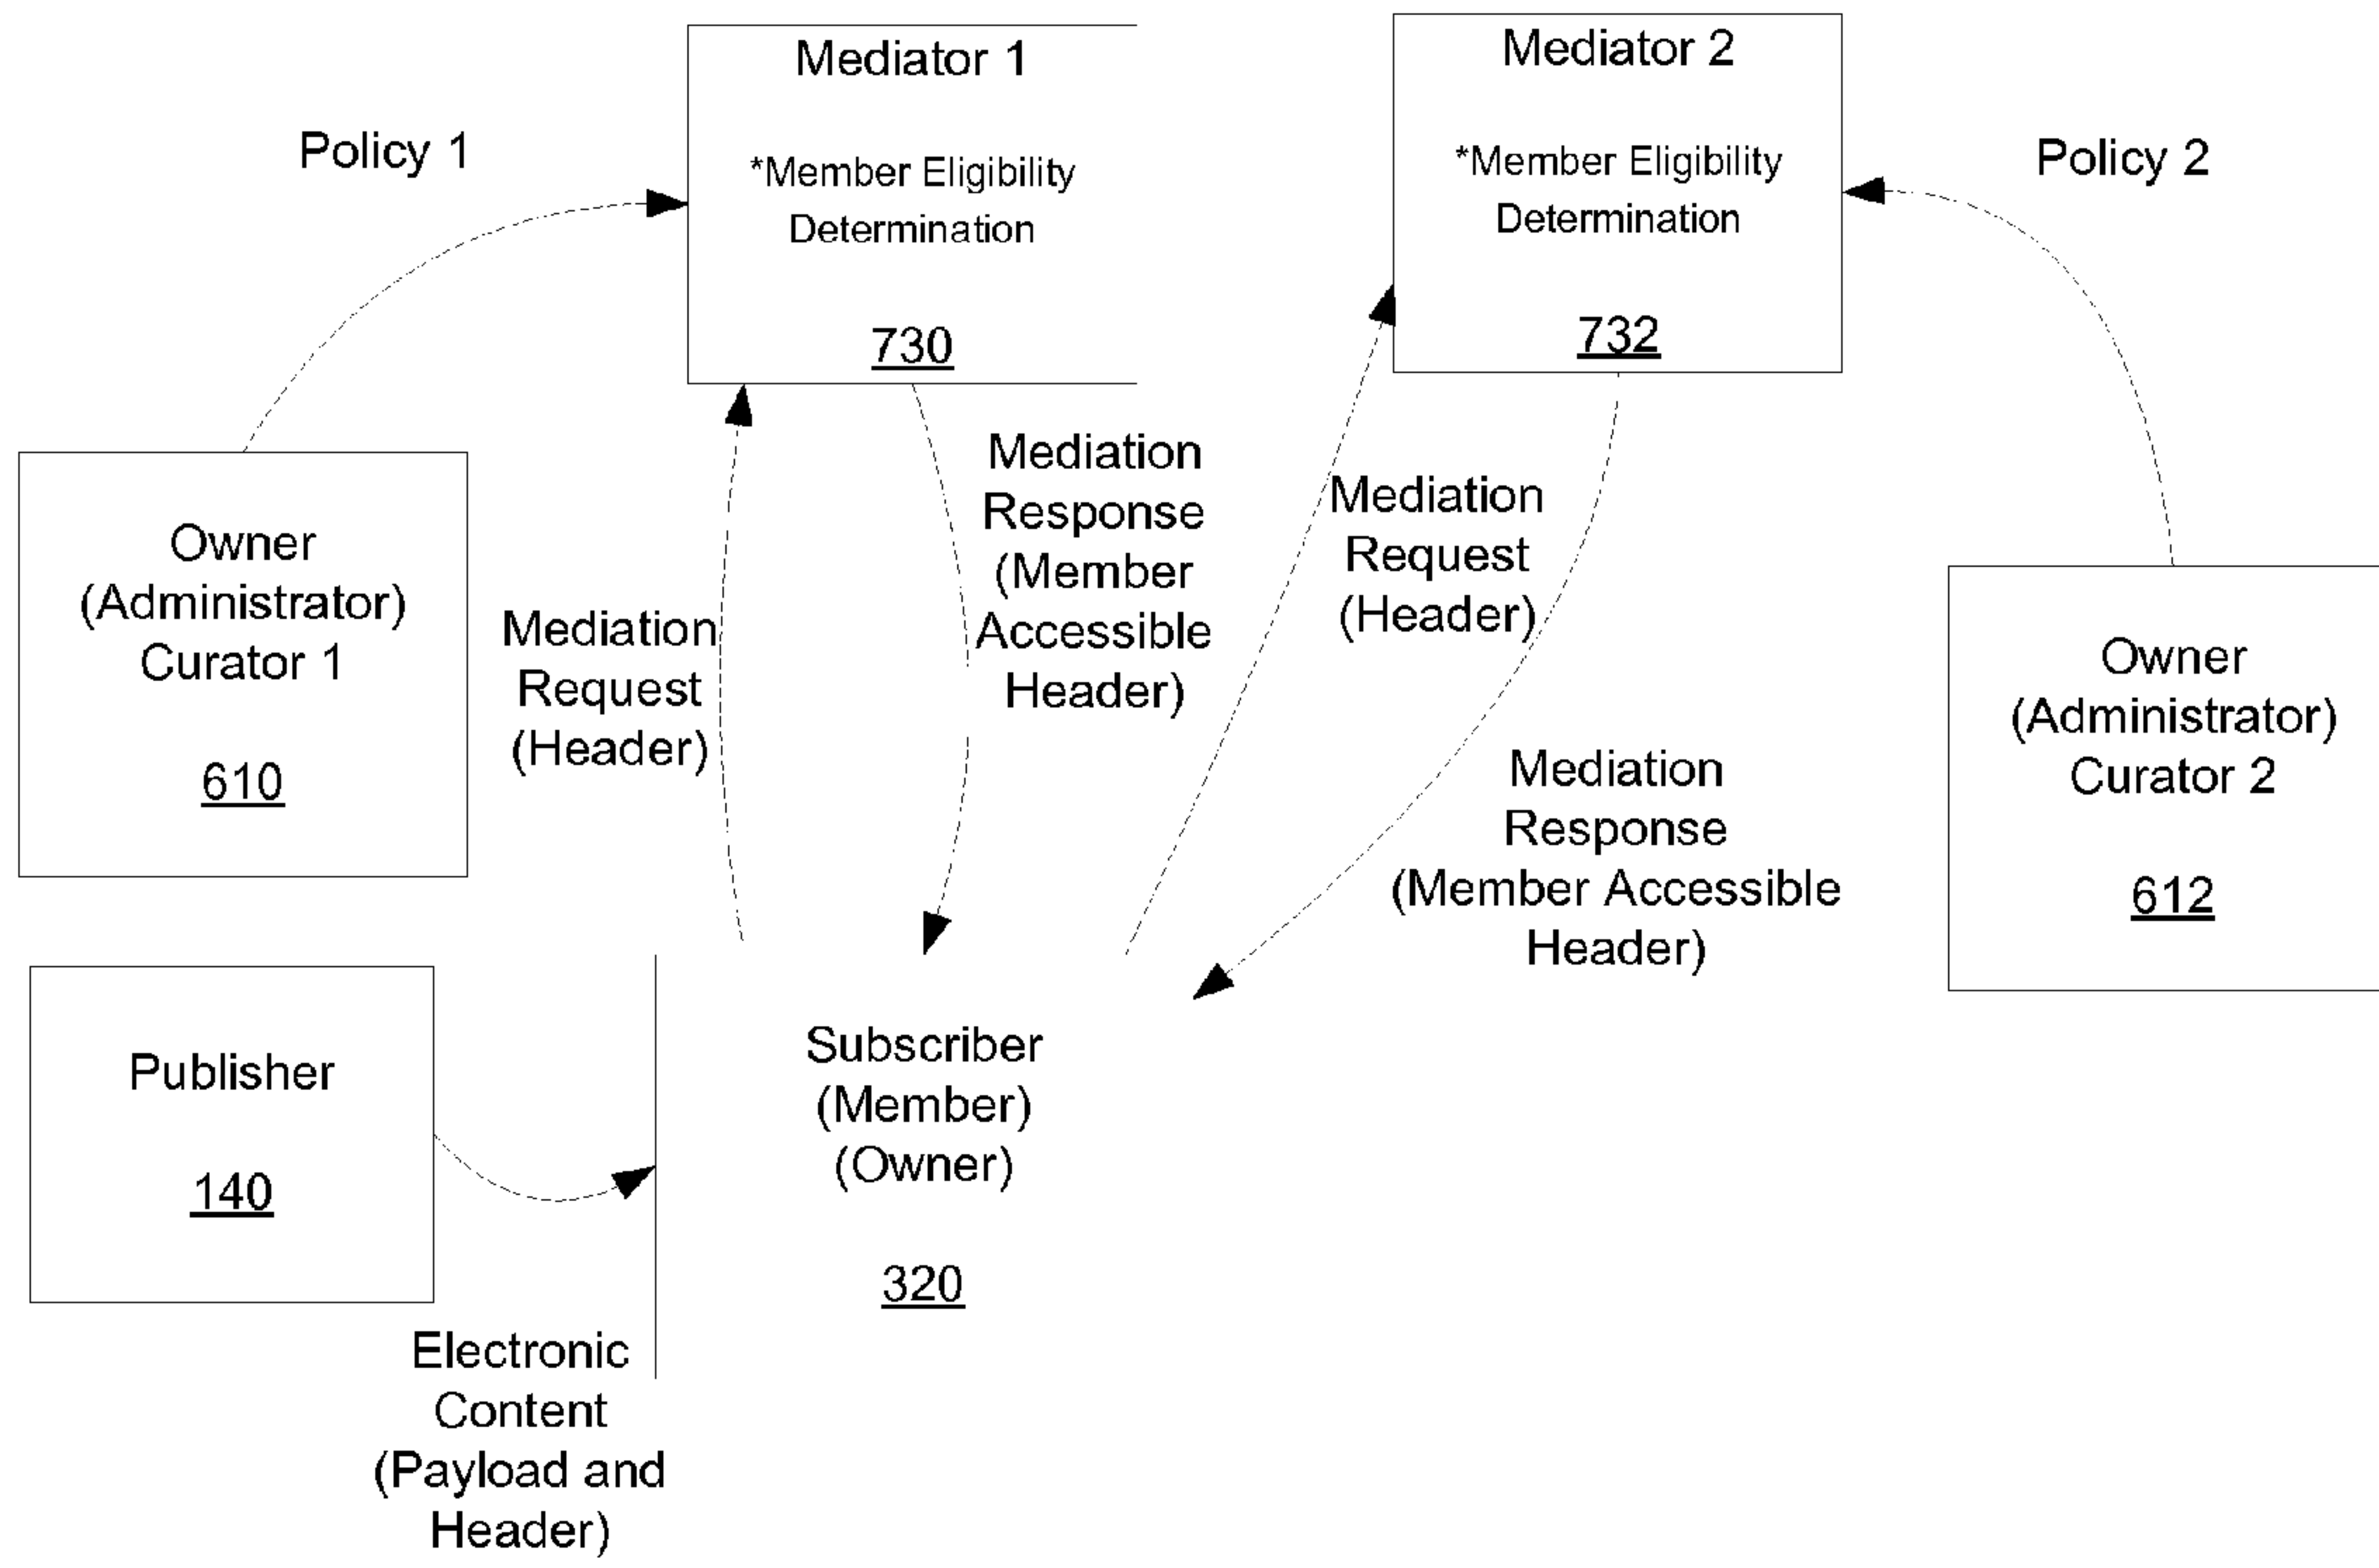 Mediator 1
*Member Eligibility
Determination
730
Mediator 2
*Member Eligibility
Determination
732
Policy 1
Policy 2
Owner
(Administrator)
Curator 1
610
Mediation
Request
(Header)
Mediation
Response
(Member
Accessible
Header)
Mediation
Request
(Header)
Mediation
Response
(Member Accessible
Header)
Owner
(Administrator)
Curator 2
612
Publisher
140
Subscriber
(Member)
(Owner)
320
Electronic
Content
(Payload and
Header)